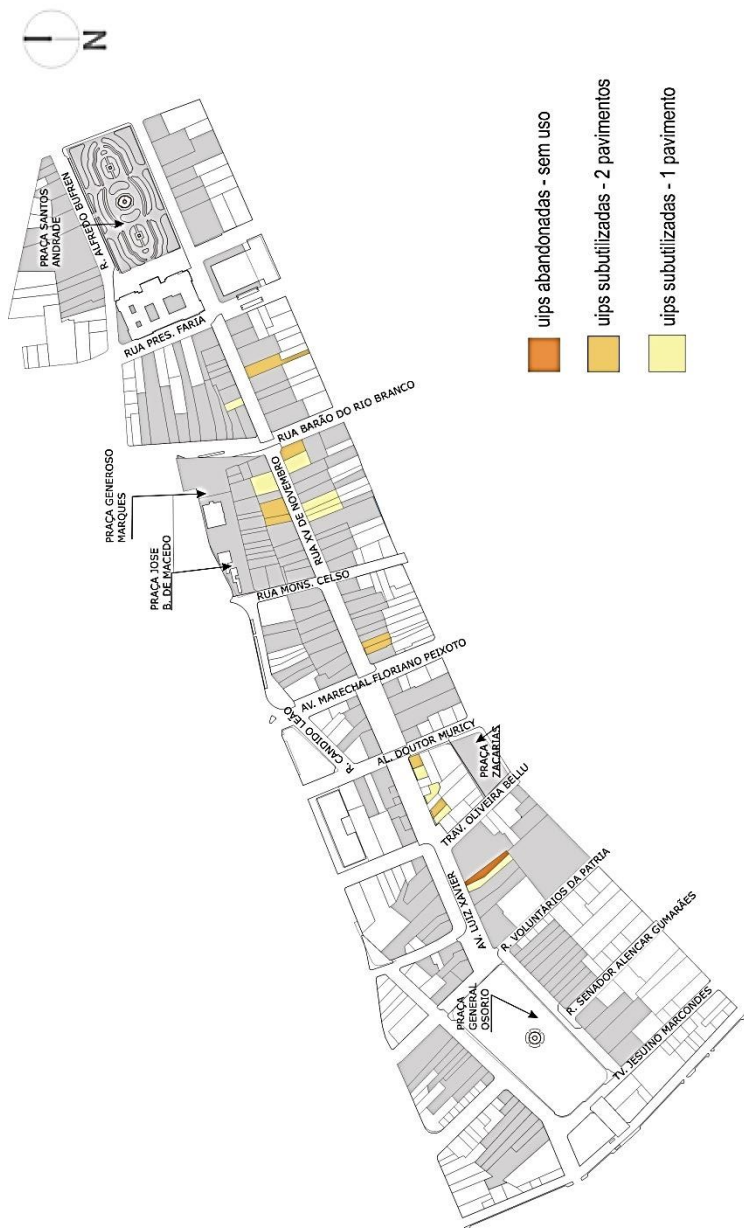 N
PRAÇA SANTOS
ANDRADE
R. ALFREDO BUFREN
RUA PRES. FARIA
PRAÇA GENEROSO
MARQUES
RUA BARÃO DO RIO BRANCO
PRAÇA JOSE
B. DE MACEDO
RUA XV DE NOVEMBRO
RUA MONS. CELSO
AV. MARECHAL FLORIANO PEIXOTO
R. CANDIDO LEÃO
AL. DOUTOR MURICY
PRAÇA
ZACARIAS
TRAV. OLIVEIRA BELLU
AV. LUIZ XAVIER
R. VOLUNTÁRIOS DA PATRIA
PRAÇA
GENERAL
OSORIO
R. SENADOR ALENCAR GUMARÃES
TV. JESUINO MARCONDES
uips abandonadas - sem uso
uips subutilizadas - 2 pavimentos
uips subutilizadas - 1 pavimento